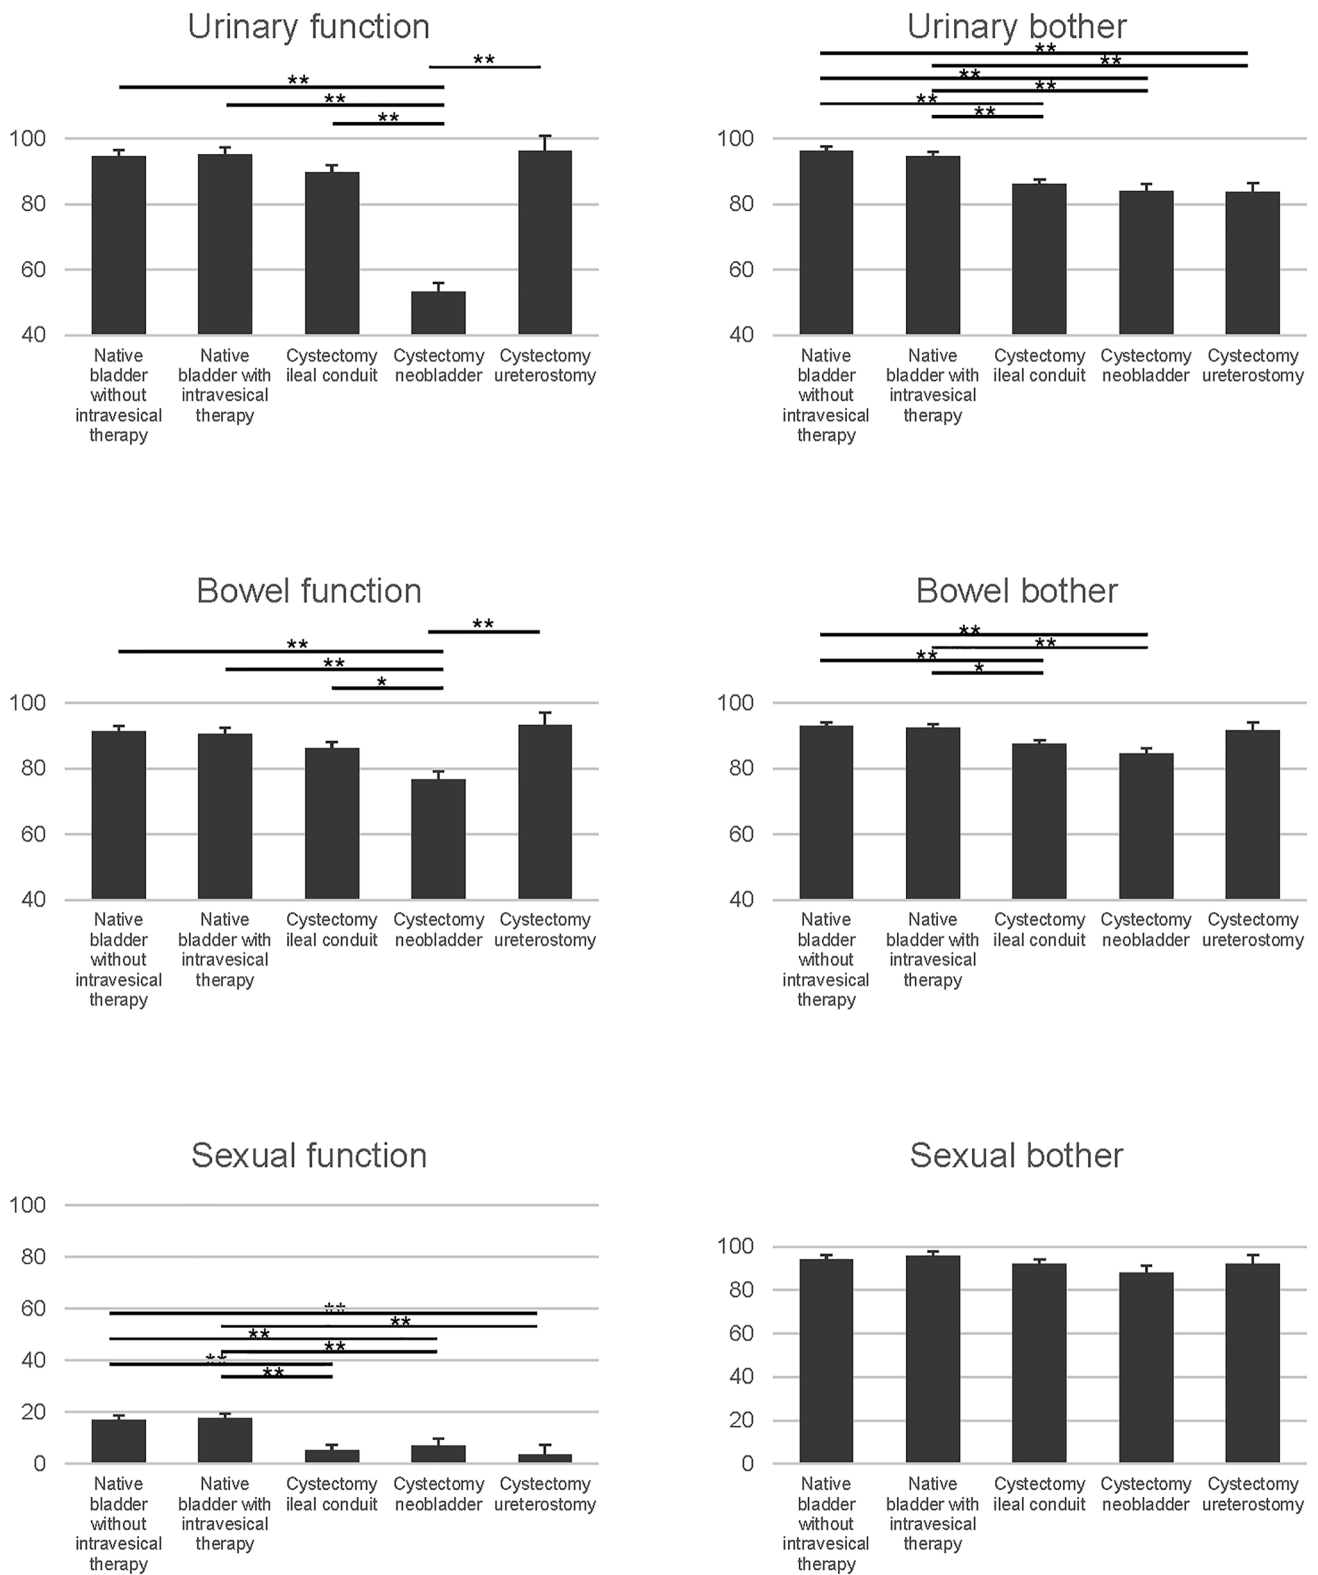 Urinary function
**
**
**
**
100
80
60
40
Native
bladder
without
intravesical
therapy
Native
bladder with
intravesical
therapy
Cystectomy
ileal conduit
Cystectomy
neobladder
Cystectomy
ureterostomy
Urinary bother
**
**
**
**
**
**
100
80
60
40
Native
bladder
without
intravesical
therapy
Native
bladder with
intravesical
therapy
Cystectomy
ileal conduit
Cystectomy
neobladder
Cystectomy
ureterostomy
Bowel function
**
**
**
*
100
80
60
40
Native
bladder
without
intravesical
therapy
Native
bladder with
intravesical
therapy
Cystectomy
ileal conduit
Cystectomy
neobladder
Cystectomy
ureterostomy
Bowel bother
**
**
**
*
100
80
60
40
Native
bladder
without
intravesical
therapy
Native
bladder with
intravesical
therapy
Cystectomy
ileal conduit
Cystectomy
neobladder
Cystectomy
ureterostomy
Sexual function
100
80
60
40
20
0
**
**
**
**
**
**
Native
bladder
without
intravesical
therapy
Native
bladder with
intravesical
therapy
Cystectomy
ileal conduit
Cystectomy
neobladder
Cystectomy
ureterostomy
Sexual bother
100
80
60
40
20
0
Native
bladder
without
intravesical
therapy
Native
bladder with
intravesical
therapy
Cystectomy
ileal conduit
Cystectomy
neobladder
Cystectomy
ureterostomy